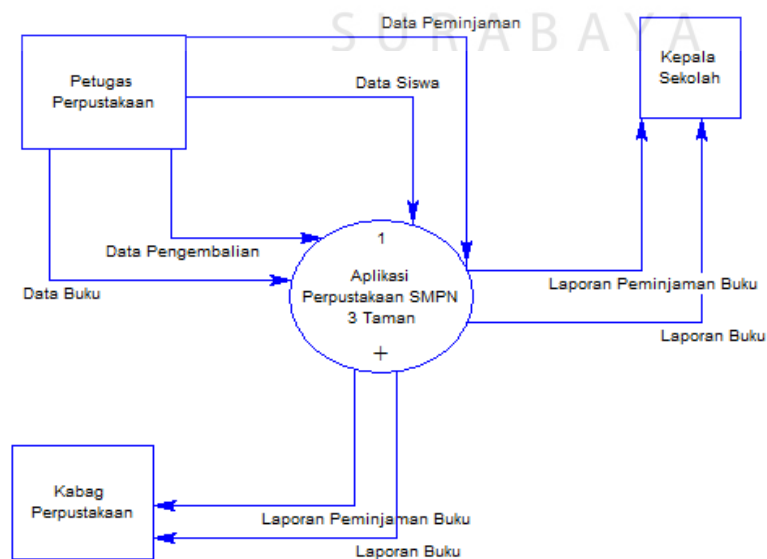 SURABAYA
Data Peminjaman
Petugas
Perpustakaan
Data Siswa
Kepala
Sekolah
Data Pengembalian
Data Buku
1
Aplikasi
Perpustakaan SMPN
3 Taman
+
Laporan Peminjaman Buku
Laporan Buku
Kabag
Perpustakaan
Laporan Peminjaman Buku
Laporan Buku